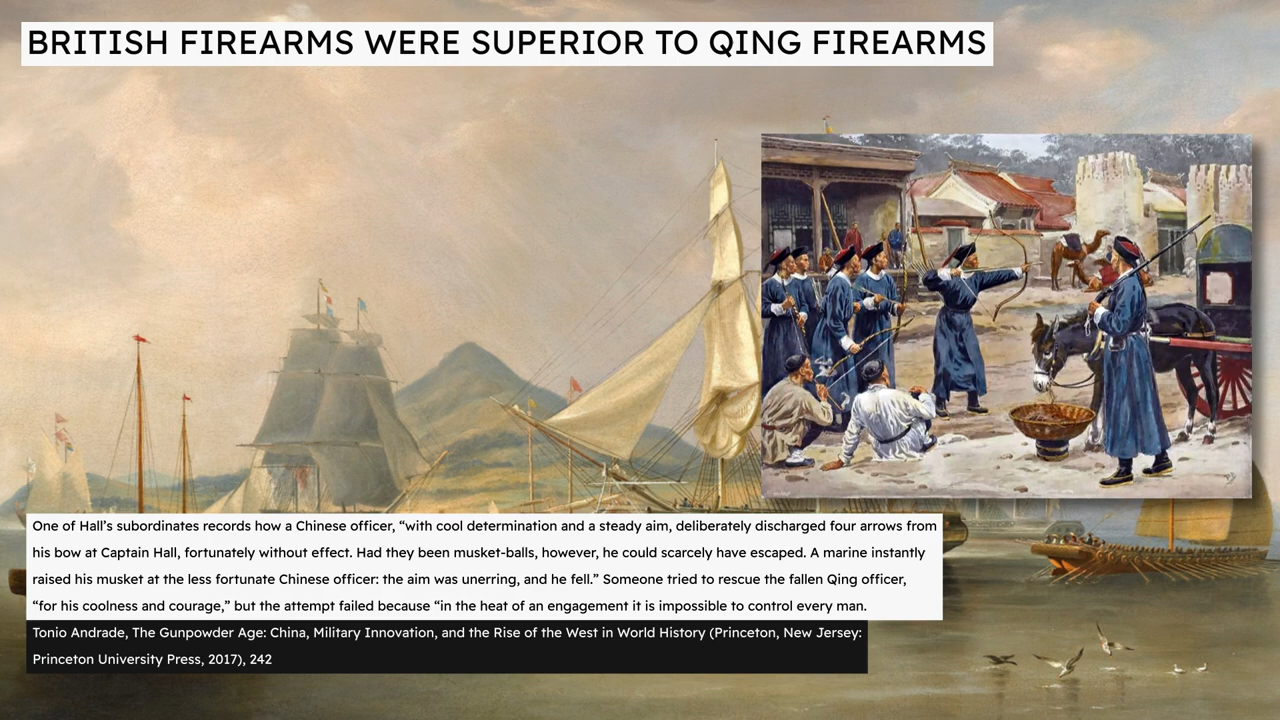 BRITISH FIREARMS WERE SUPERIOR TO QING FIREARMS
One of Hall’s subordinates records how a Chinese officer, “with cool determination and a steady aim, deliberately discharged four arrows from
his bow at Captain Hall, fortunately without effect. Had they been musket-balls, however, he could scarcely have escaped. A marine instantly
raised his musket at the less fortunate Chinese officer: the aim was unerring, and he fell.” Someone tried to rescue the fallen Qing officer,
“for his coolness and courage,” but the attempt failed because “in the heat of an engagement it is impossible to control every man.
Tonio Andrade, The Gunpowder Age: China, Military Innovation, and the Rise of the West in World History (Princeton, New Jersey:
Princeton University Press, 2017), 242